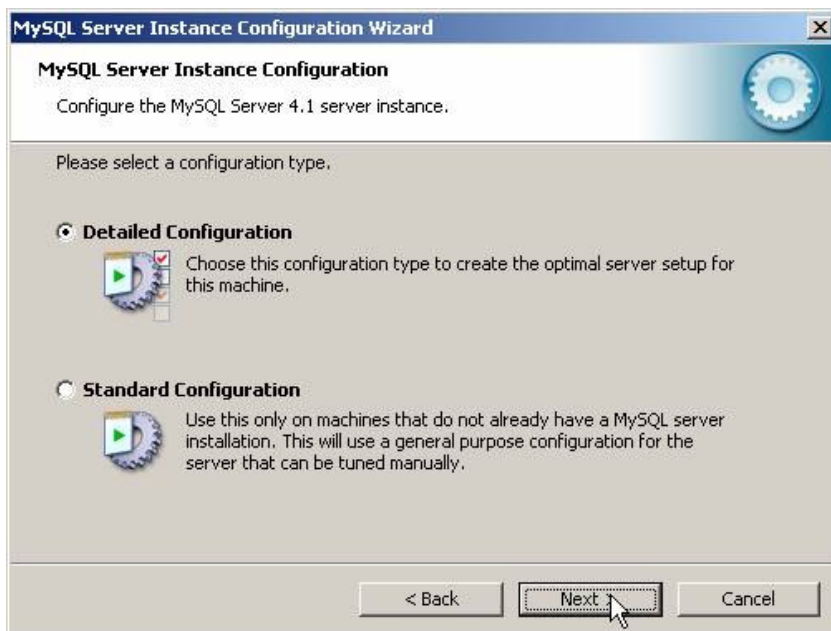 MySQL Server Instance Configuration Wizard
MySQL Server Instance Configuration
Configure the MySQL Server 4.1 server instance.
Please select a configuration type.
Detailed Configuration
Choose this configuration type to create the optimal server setup for
this machine.
Standard Configuration
Use this only on machines that do not already have a MySQL server
installation. This will use a general purpose configuration for the
server that can be tuned manually.
< Back Next > Cancel